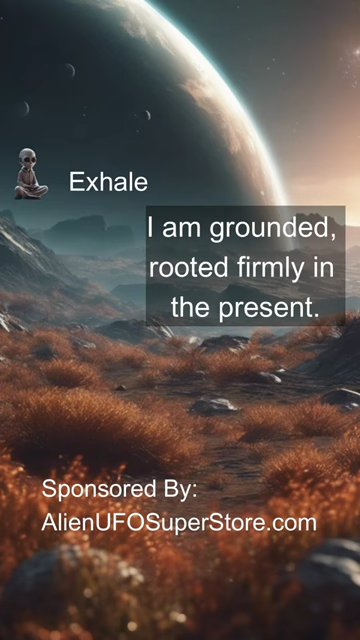 Exhale
I am grounded,
rooted firmly in
the present.
Sponsored By:
AlienUFOSuperStore.com